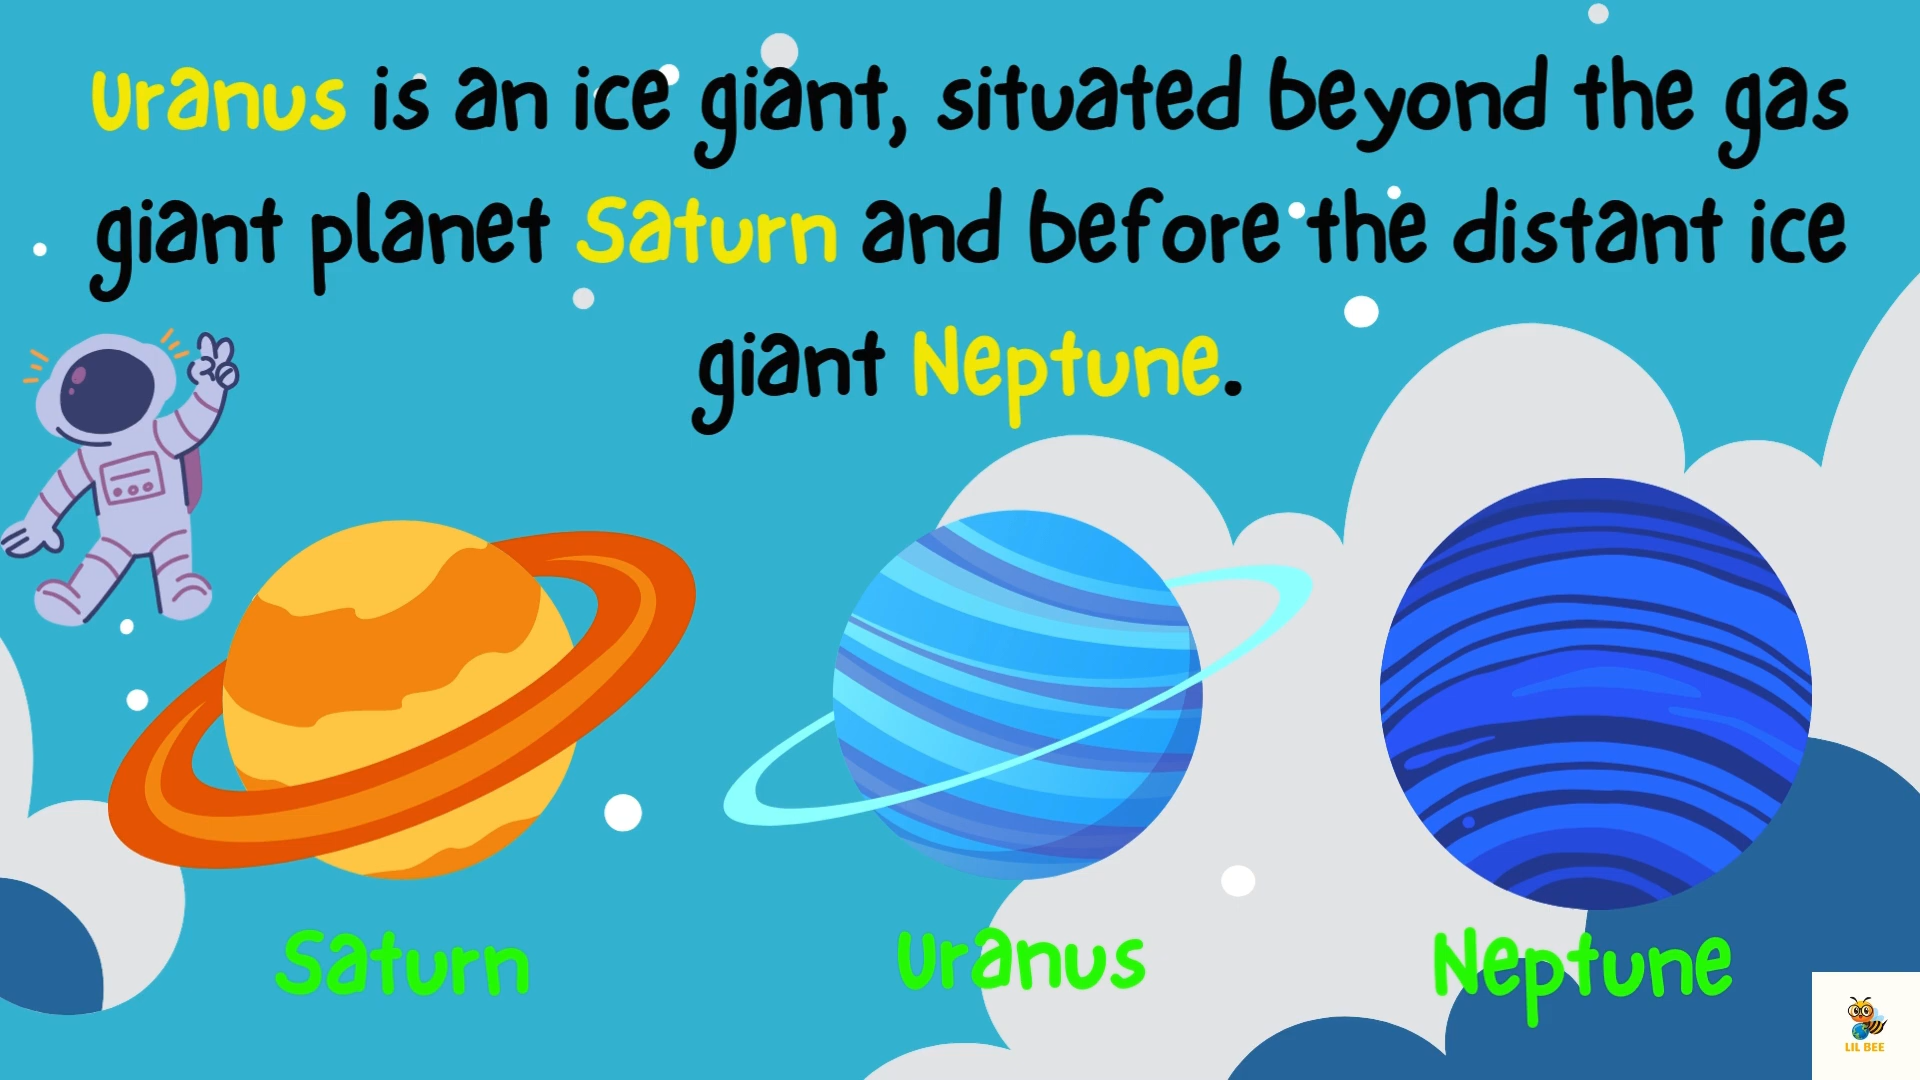 Uranus is an ice giant, situated beyond the gas
giant planet Saturn and before the distant ice
giant Neptune.
Saturn
Uranus
Neptune
LIL BEE